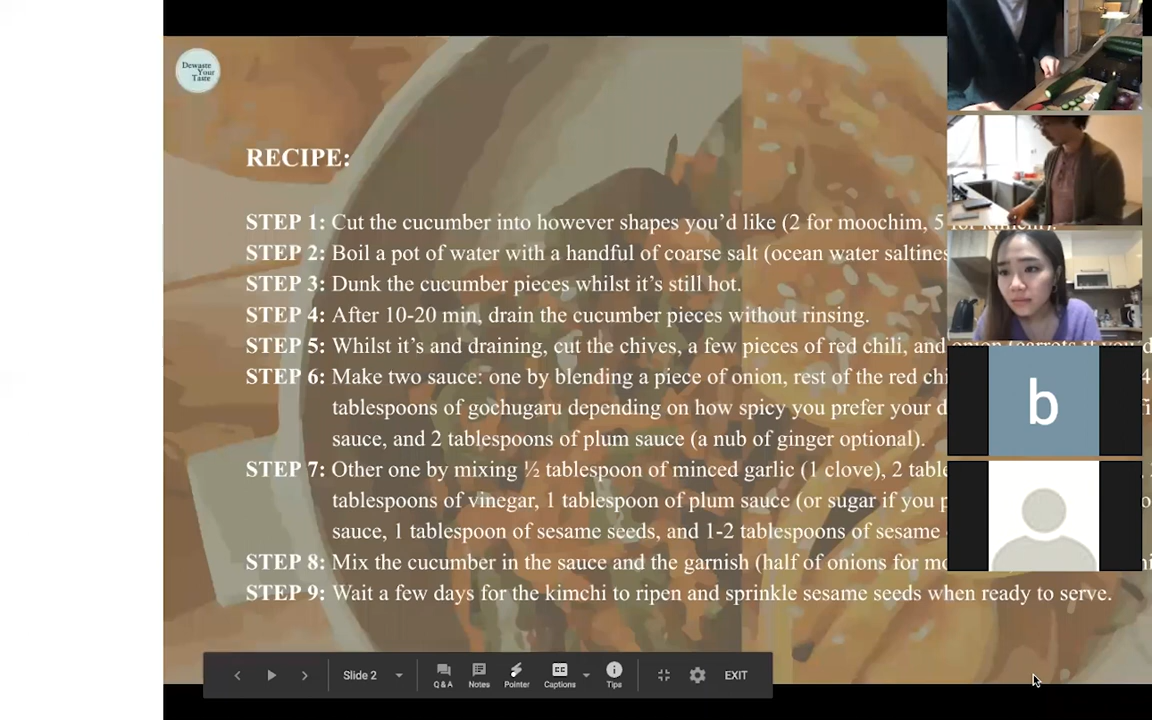 Dewaste
Your
Taste
RECIPE:
STEP 1: Cut the cucumber into however shapes you’d like (2 for moochim, 5 for kimchi).
STEP 2: Boil a pot of water with a handful of coarse salt (ocean water saltines
STEP 3: Dunk the cucumber pieces whilst it’s still hot.
STEP 4: After 10-20 min, drain the cucumber pieces without rinsing.
STEP 5: Whilst it’s and draining, cut the chives, a few pieces of red chili, and onion (carrots if you'd
STEP 6: Make two sauce: one by blending a piece of onion, rest of the red chi 4
tablespoons of gochugaru depending on how spicy you prefer your d fi
sauce, and 2 tablespoons of plum sauce (a nub of ginger optional).
STEP 7: Other one by mixing ½ tablespoon of minced garlic (1 clove), 2 table
tablespoons of vinegar, 1 tablespoon of plum sauce (or sugar if you p
sauce, 1 tablespoon of sesame seeds, and 1-2 tablespoons of sesame
STEP 8: Mix the cucumber in the sauce and the garnish (half of onions for mo
STEP 9: Wait a few days for the kimchi to ripen and sprinkle sesame seeds when ready to serve.
b
Slide 2
Q & A
Notes
Pointer
CC
Captions
Tips
EXIT